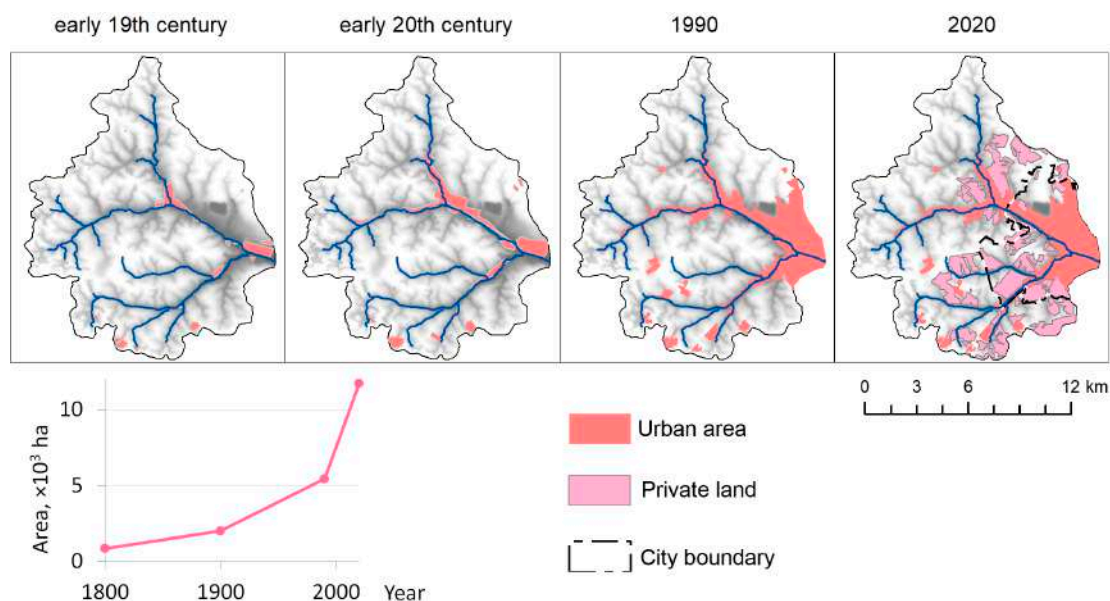 early 19th century
early 20th century
1990
2020
0 3 6 12 km
Area, ×10³ ha
10
5
0
1800 1900 2000 Year
Urban area
Private land
City boundary